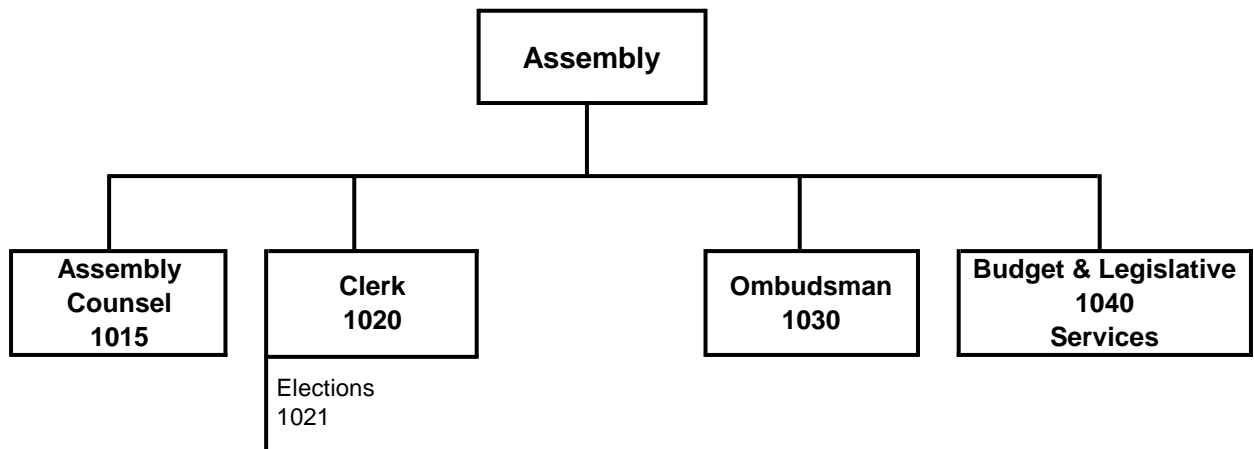 Assembly
Assembly
Counsel
1015
Clerk
1020
Elections
1021
Ombudsman
1030
Budget & Legislative
1040
Services